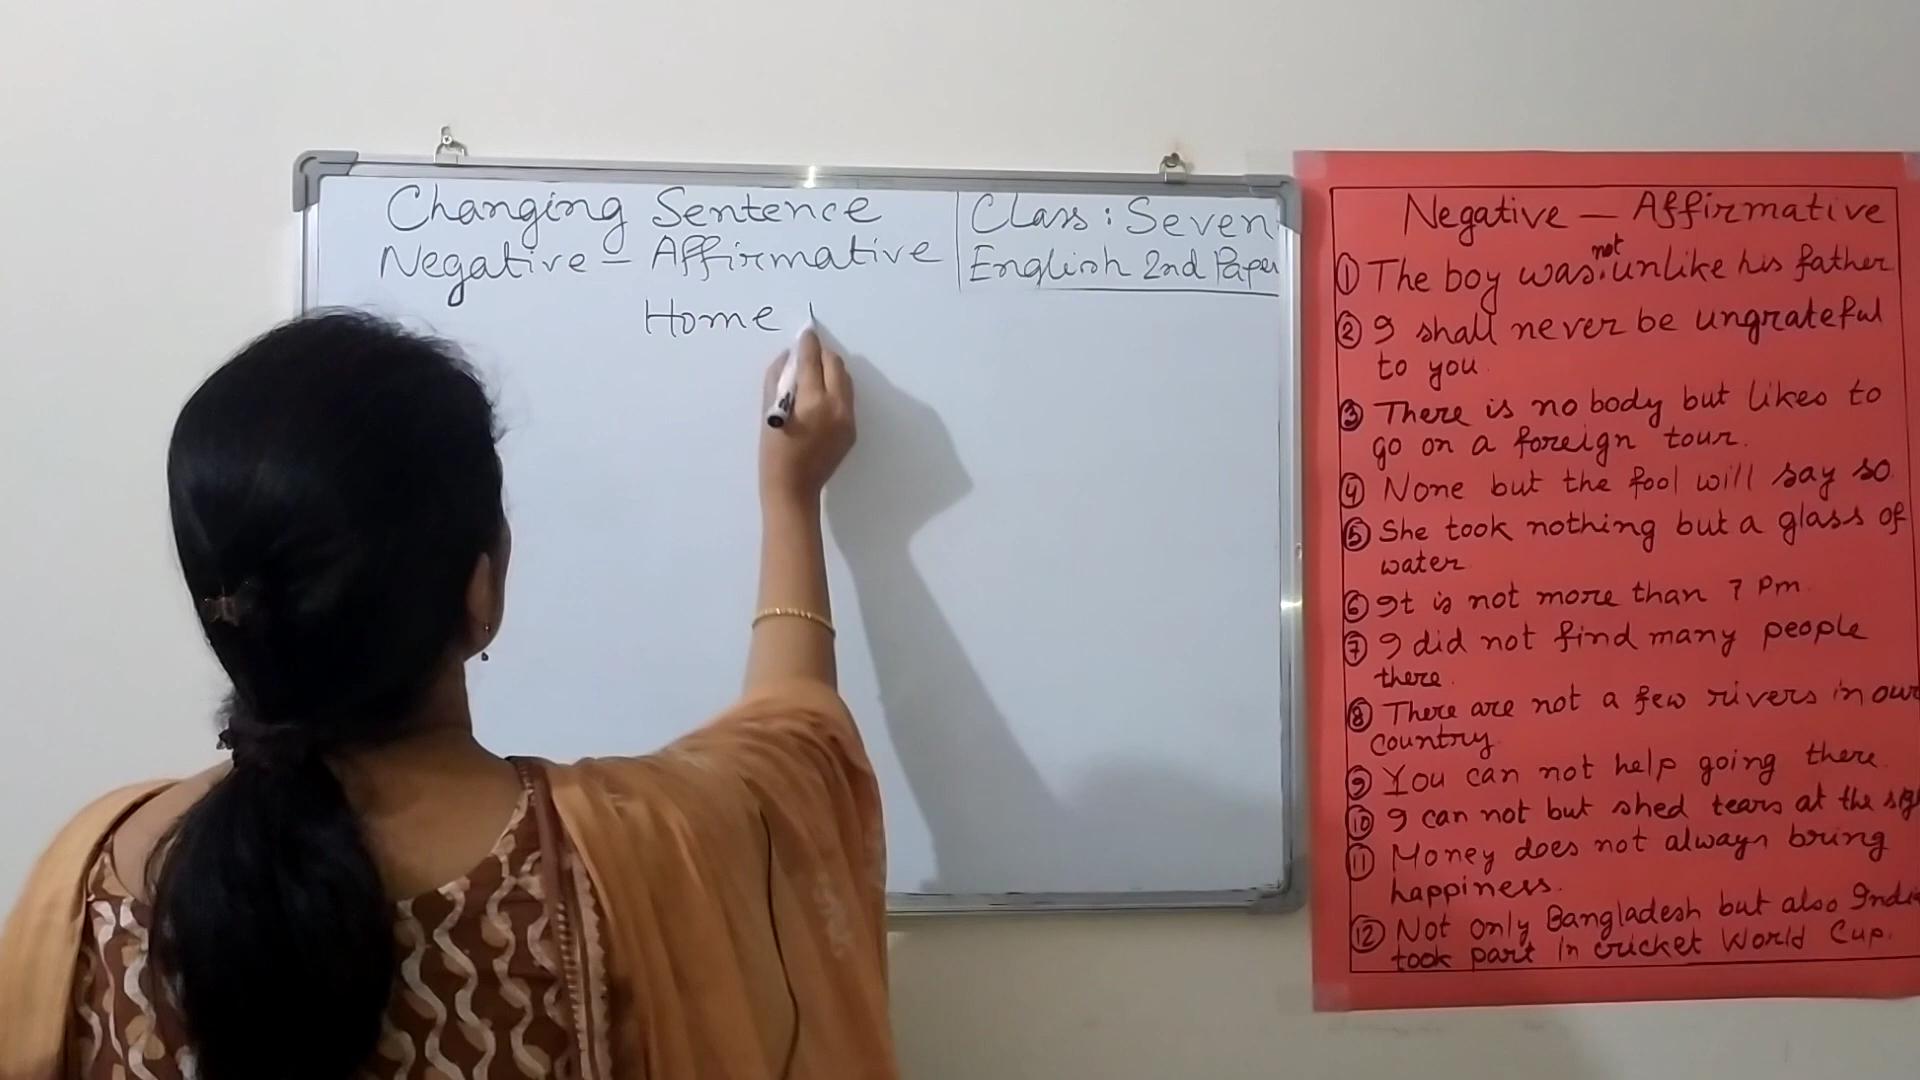 Changing Sentence
Negative - Affirmative
Class : Seven
English 2nd Paper
Home
Negative - Affirmative
① The boy was not unlike his father
② I shall never be ungrateful
to you.
③ There is no body but likes to
go on a foreign tour.
④ None but the fool will say so.
⑤ She took nothing but a glass of
water.
⑥ It is not more than 7 Pm.
⑦ I did not find many people
there.
⑧ There are not a few rivers in our
country.
⑨ You can not help going there.
⑩ I can not but shed tears at the
⑪ Money does not always bring
happiness.
⑫ Not only Bangladesh but also India
took part in cricket World Cup.